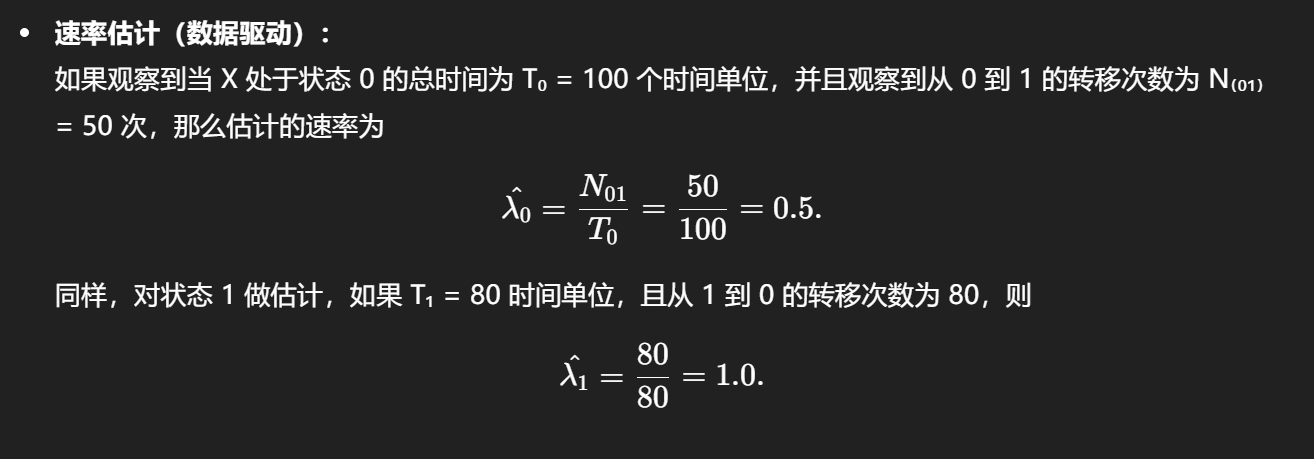 • 速率估计（数据驱动）：
如果观察到当 X 处于状态 0 的总时间为 T₀ = 100 个时间单位，并且观察到从 0 到 1 的转移次数为 N₍₀₁₎
= 50 次，那么估计的速率为
λ̂₀ = N₀₁/T₀ = 50/100 = 0.5.
同样，对状态 1 做估计，如果 T₁ = 80 时间单位，且从 1 到 0 的转移次数为 80，则
λ̂₁ = 80/80 = 1.0.